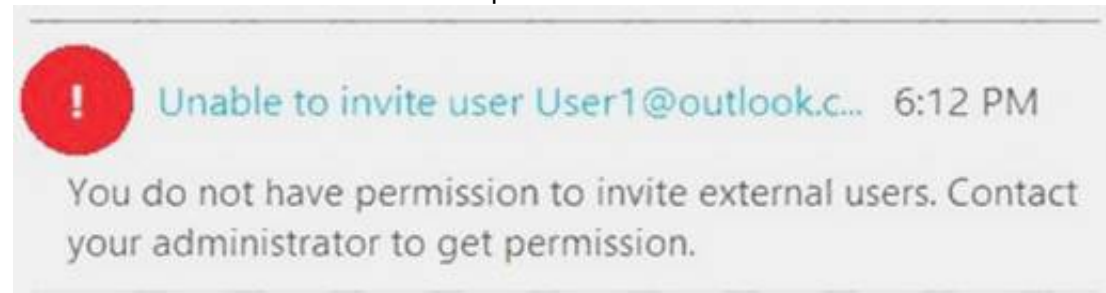 !
Unable to invite user User1@outlook.c... 6:12 PM
You do not have permission to invite external users. Contact
your administrator to get permission.